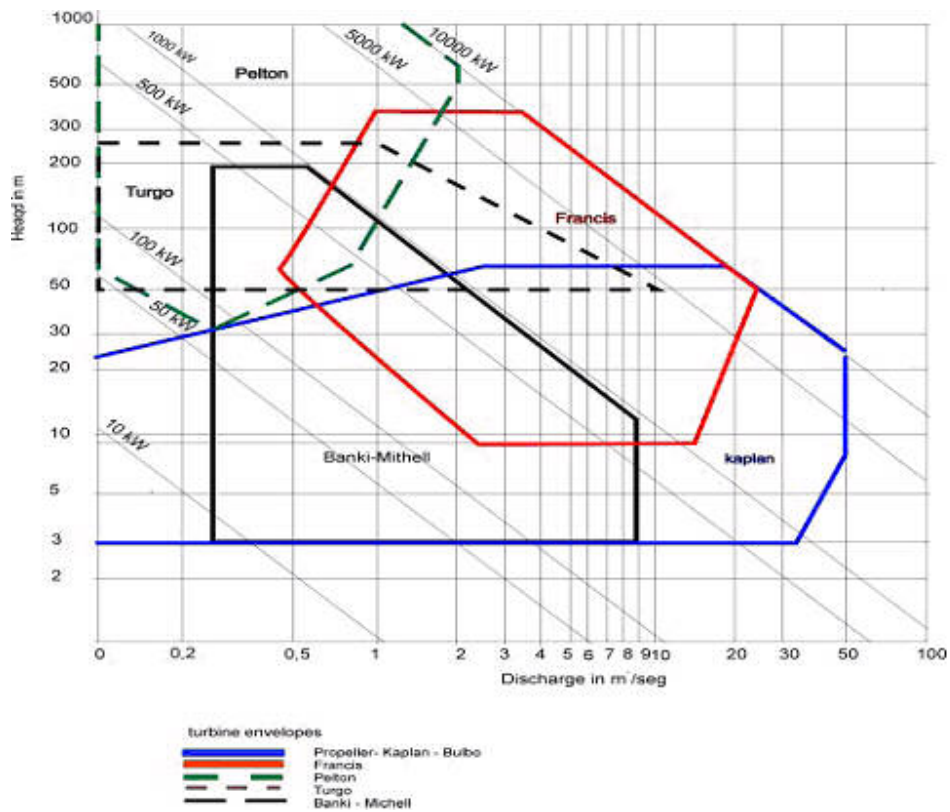 1000
500
300
200
100
50
30
20
10
5
3
2
Heaqd in m
1000 kW
500 kW
100 kW
50 kW
10 kW
5000 kW
10000 kW
Pelton
Turgo
Francis
Banki-Mithell
kaplan
0 0,2 0,5 1 2 3 4 5 6 7 8 9 10 20 30 50 100
Discharge in m/seg
turbine envelopes
Propeller- Kaplan - Bulbo
Francis
Pelton
Turgo
Banki - Michell